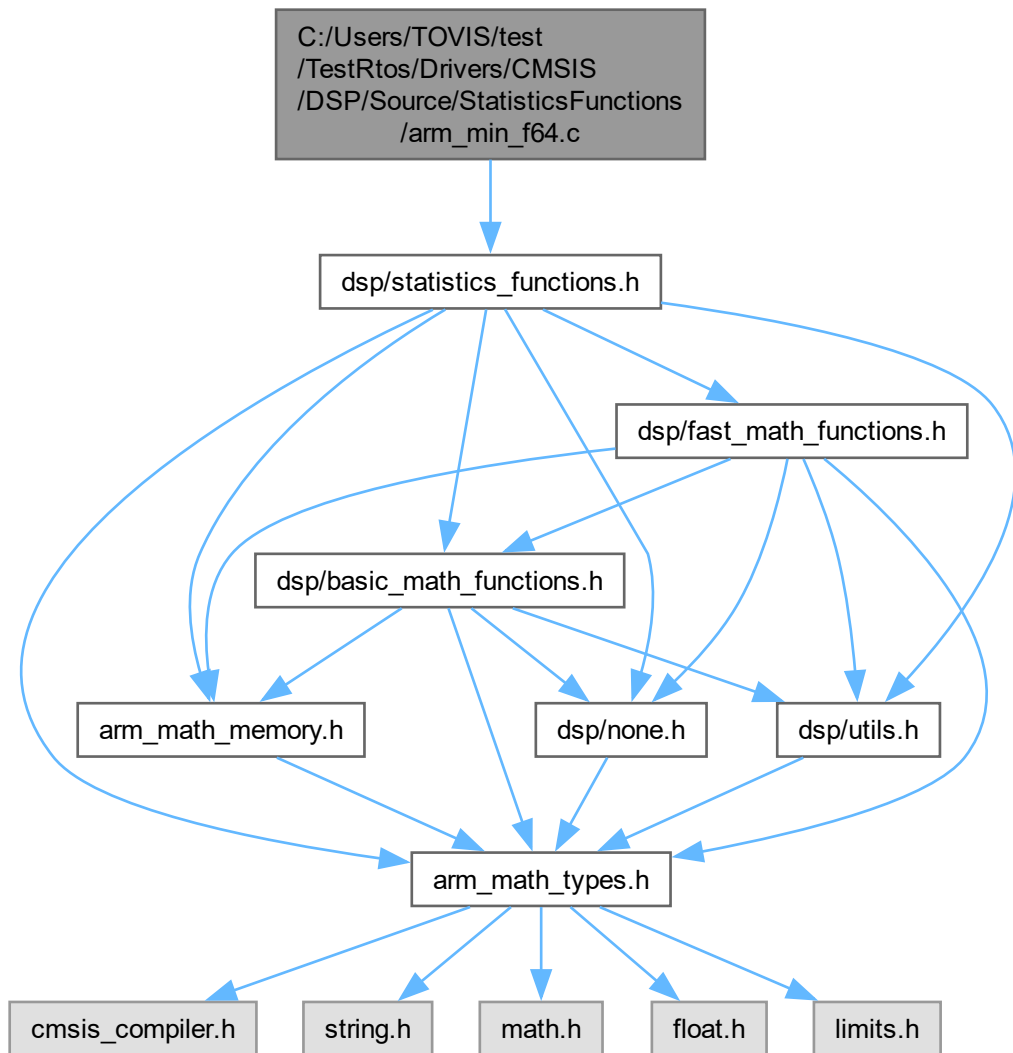 C:/Users/TOVIS/test
/TestRtos/Drivers/CMSIS
/DSP/Source/StatisticsFunctions
/arm_min_f64.c
dsp/statistics_functions.h
dsp/fast_math_functions.h
dsp/basic_math_functions.h
arm_math_memory.h
dsp/none.h
dsp/utils.h
arm_math_types.h
cmsis_compiler.h
string.h
math.h
float.h
limits.h